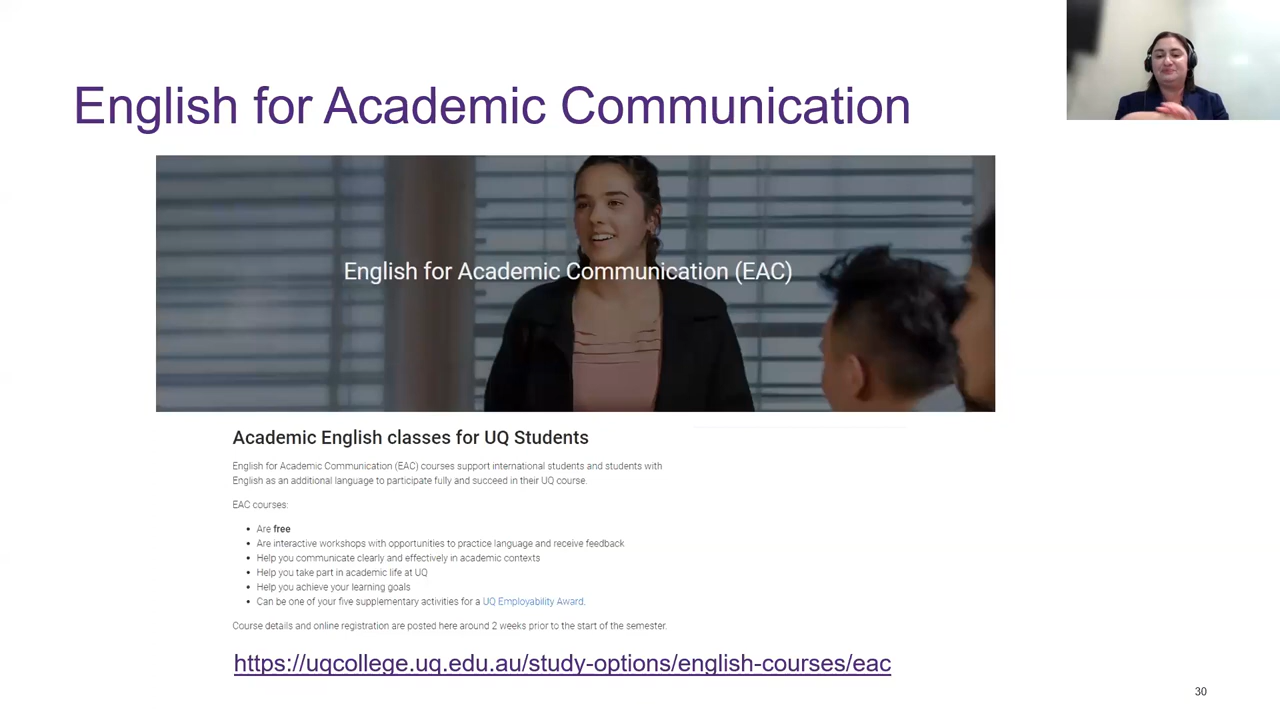 English for Academic Communication
English for Academic Communication (EAC)
Academic English classes for UQ Students
English for Academic Communication (EAC) courses support international students and students with
English as an additional language to participate fully and succeed in their UQ course.
EAC courses:
• Are free
• Are interactive workshops with opportunities to practice language and receive feedback
• Help you communicate clearly and effectively in academic contexts
• Help you take part in academic life at UQ
• Help you achieve your learning goals
• Can be one of your five supplementary activities for a UQ Employability Award.
Course details and online registration are posted here around 2 weeks prior to the start of the semester.
https://uqcollege.uq.edu.au/study-options/english-courses/eac
30